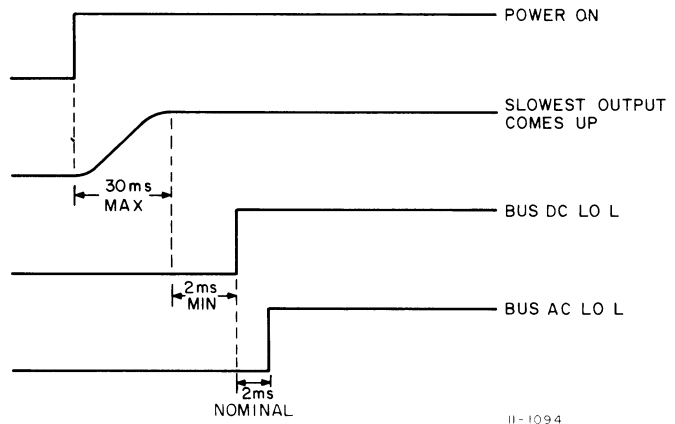 POWER ON
SLOWEST OUTPUT
COMES UP
30ms
MAX
BUS DC LO L
2ms
MIN
BUS AC LO L
2ms
NOMINAL
11-1094